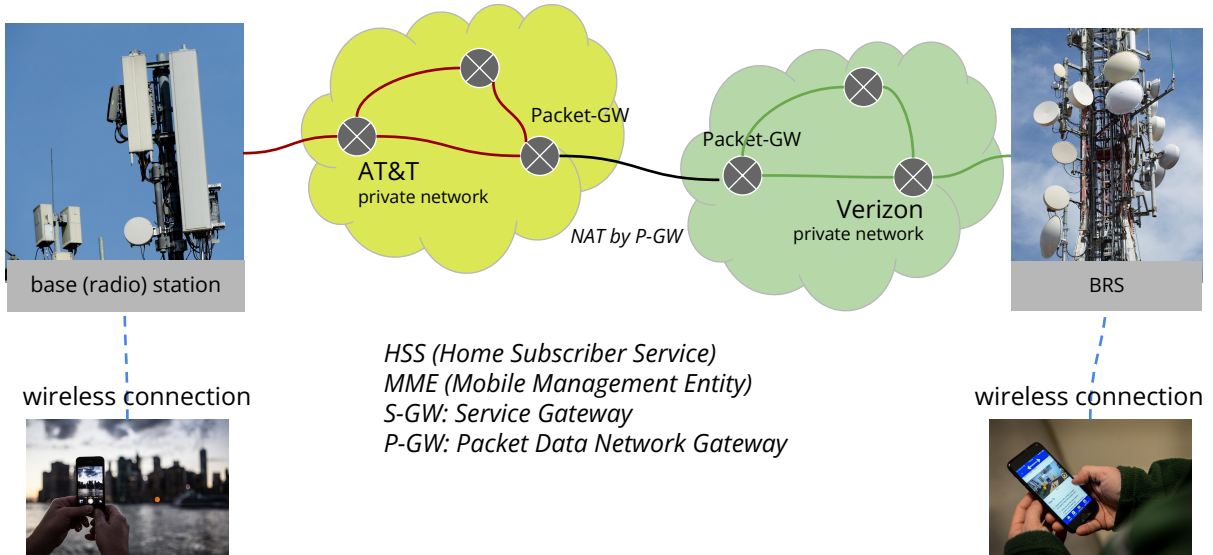 Packet-GW
AT&T
private network
Packet-GW
Verizon
private network
NAT by P-GW
base (radio) station
BRS
HSS (Home Subscriber Service)
MME (Mobile Management Entity)
S-GW: Service Gateway
P-GW: Packet Data Network Gateway
wireless connection
wireless connection